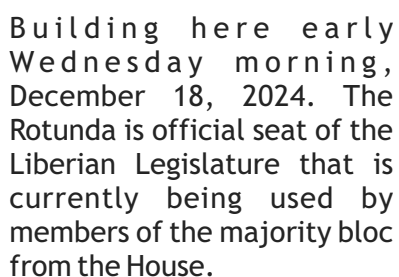 Building here early
Wednesday morning,
December 18, 2024. The
Rotunda is official seat of the
Liberian Legislature that is
currently being used by
members of the majority bloc
from the House.